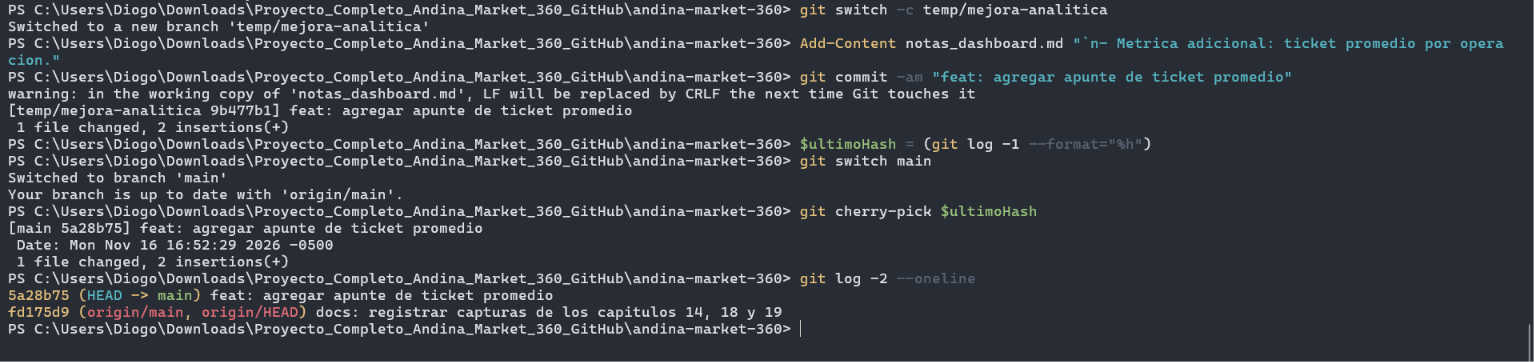 PS C:\Users\Diogo\Downloads\Proyecto_Completo_Andina_Market_360_GitHub\andina-market-360> git switch -c temp/mejora-analitica
Switched to a new branch 'temp/mejora-analitica'
PS C:\Users\Diogo\Downloads\Proyecto_Completo_Andina_Market_360_GitHub\andina-market-360> Add-Content notas_dashboard.md "`n- Metrica adicional: ticket promedio por opera
cion."
PS C:\Users\Diogo\Downloads\Proyecto_Completo_Andina_Market_360_GitHub\andina-market-360> git commit -am "feat: agregar apunte de ticket promedio"
warning: in the working copy of 'notas_dashboard.md', LF will be replaced by CRLF the next time Git touches it
[temp/mejora-analitica 9b477b1] feat: agregar apunte de ticket promedio
 1 file changed, 2 insertions(+)
PS C:\Users\Diogo\Downloads\Proyecto_Completo_Andina_Market_360_GitHub\andina-market-360> $ultimoHash = (git log -1 --format="%h")
PS C:\Users\Diogo\Downloads\Proyecto_Completo_Andina_Market_360_GitHub\andina-market-360> git switch main
Switched to branch 'main'
Your branch is up to date with 'origin/main'.
PS C:\Users\Diogo\Downloads\Proyecto_Completo_Andina_Market_360_GitHub\andina-market-360> git cherry-pick $ultimoHash
[main 5a28b75] feat: agregar apunte de ticket promedio
 Date: Mon Nov 16 16:52:29 2026 -0500
 1 file changed, 2 insertions(+)
PS C:\Users\Diogo\Downloads\Proyecto_Completo_Andina_Market_360_GitHub\andina-market-360> git log -2 --oneline
5a28b75 (HEAD -> main) feat: agregar apunte de ticket promedio
fd175d9 (origin/main, origin/HEAD) docs: registrar capturas de los capitulos 14, 18 y 19
PS C:\Users\Diogo\Downloads\Proyecto_Completo_Andina_Market_360_GitHub\andina-market-360>